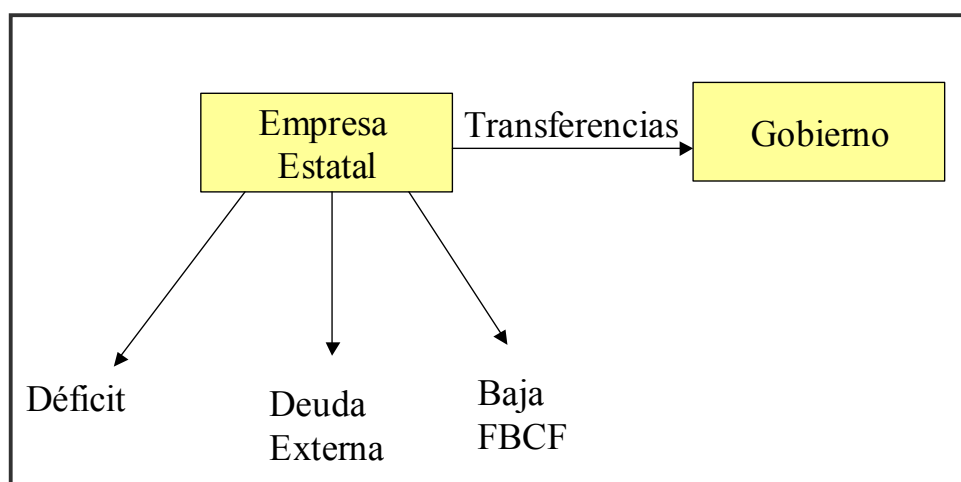 Empresa
Estatal
Transferencias
Gobierno
Déficit
Deuda
Externa
Baja
FBCF